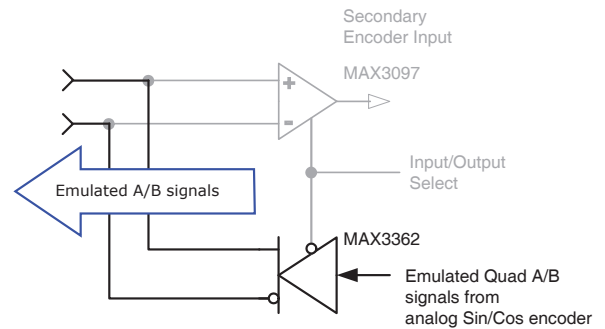 Secondary
Encoder Input
MAX3097
+
-
Input/Output
Select
Emulated A/B signals
MAX3362
Emulated Quad A/B
signals from
analog Sin/Cos encoder